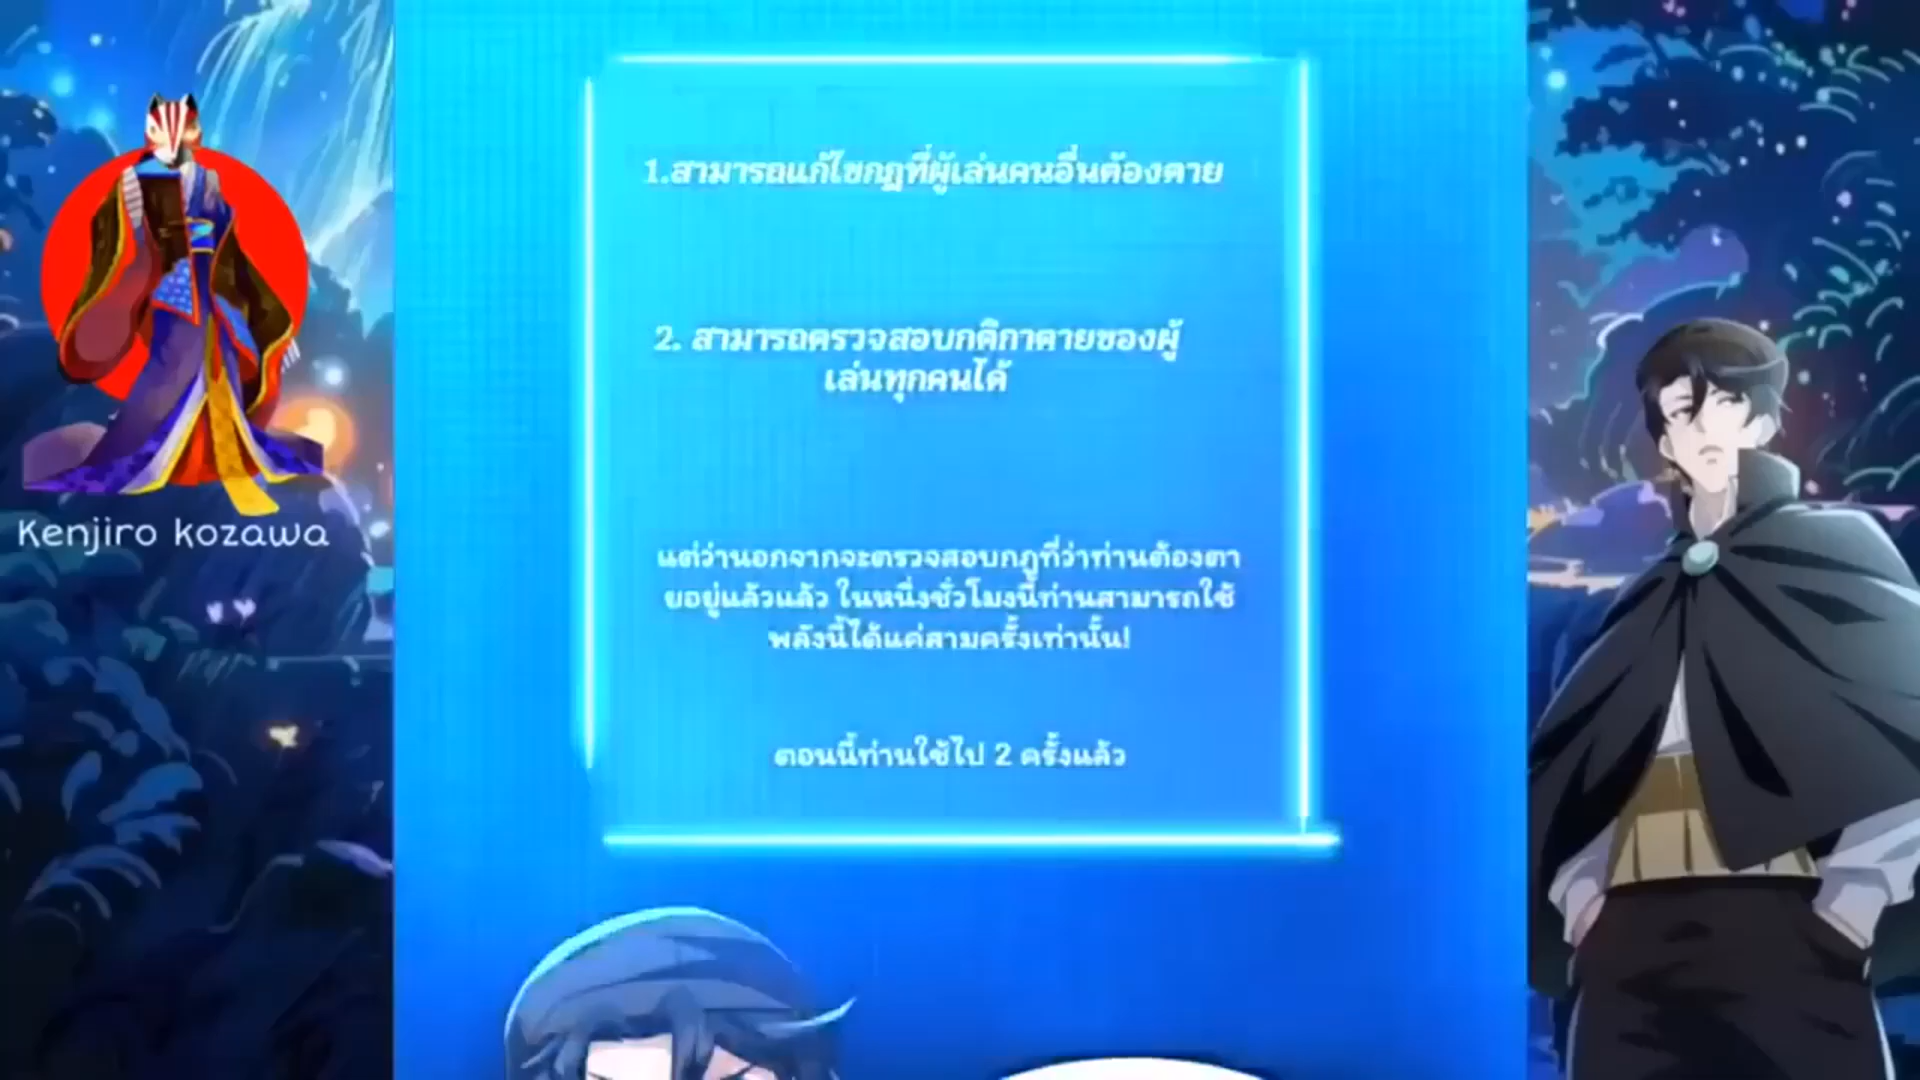 1.สามารถแก้ไขกฎที่ผู้เล่นคนอื่นต้องตาย
2. สามารถตรวจสอบกติกาตายของผู้
เล่นทุกคนได้
แต่ว่านอกจากจะตรวจสอบกฎที่ว่าท่านต้องตา
ยอยู่แล้วแล้ว ในหนึ่งชั่วโมงนี้ท่านสามารถใช้
พลังนี้ได้แค่สามครั้งเท่านั้น!
ตอนนี้ท่านใช้ไป 2 ครั้งแล้ว
Kenjiro kozawa